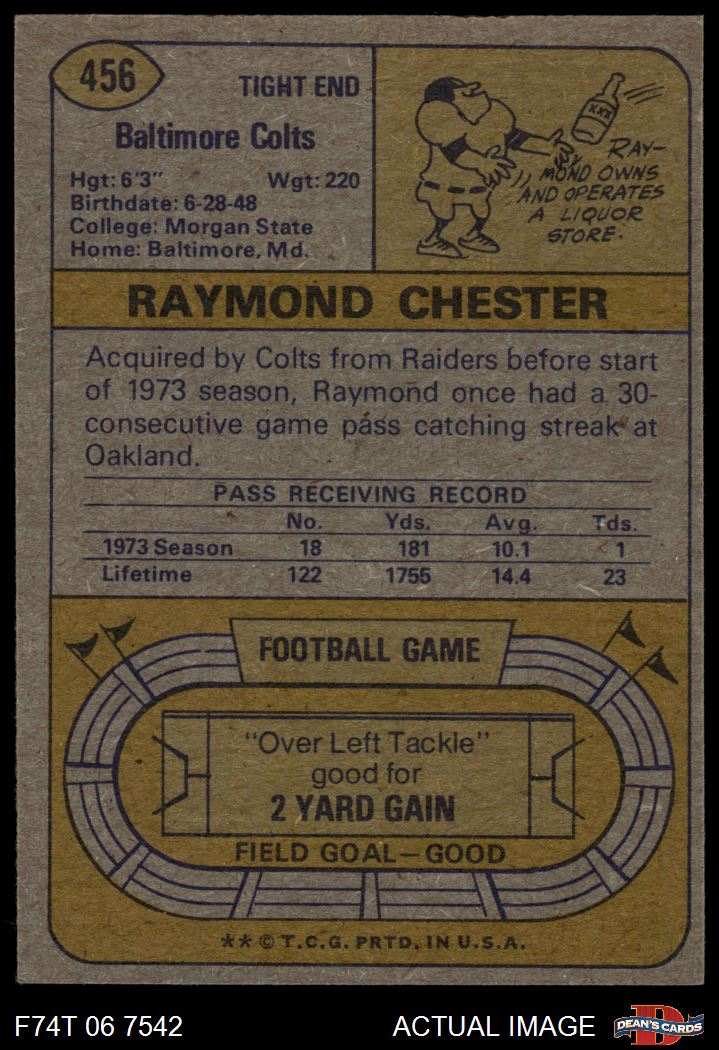 456
TIGHT END
Baltimore Colts
Hgt: 6'3" Wgt: 220
Birthdate: 6-28-48
College: Morgan State
Home: Baltimore, Md.
XXX
RAY-
MOND OWNS
AND OPERATES
A LIQUOR
STORE.
RAYMOND CHESTER
Acquired by Colts from Raiders before start
of 1973 season, Raymond once had a 30-
consecutive game pass catching streak at
Oakland.
PASS RECEIVING RECORD
No. Yds. Avg. Tds.
1973 Season 18 181 10.1 1
Lifetime 122 1755 14.4 23
FOOTBALL GAME
"Over Left Tackle"
good for
2 YARD GAIN
FIELD GOAL—GOOD
** © T.C.G. PRTD. IN U.S.A.
F74T 06 7542 ACTUAL IMAGE
D
DEAN'S CARDS